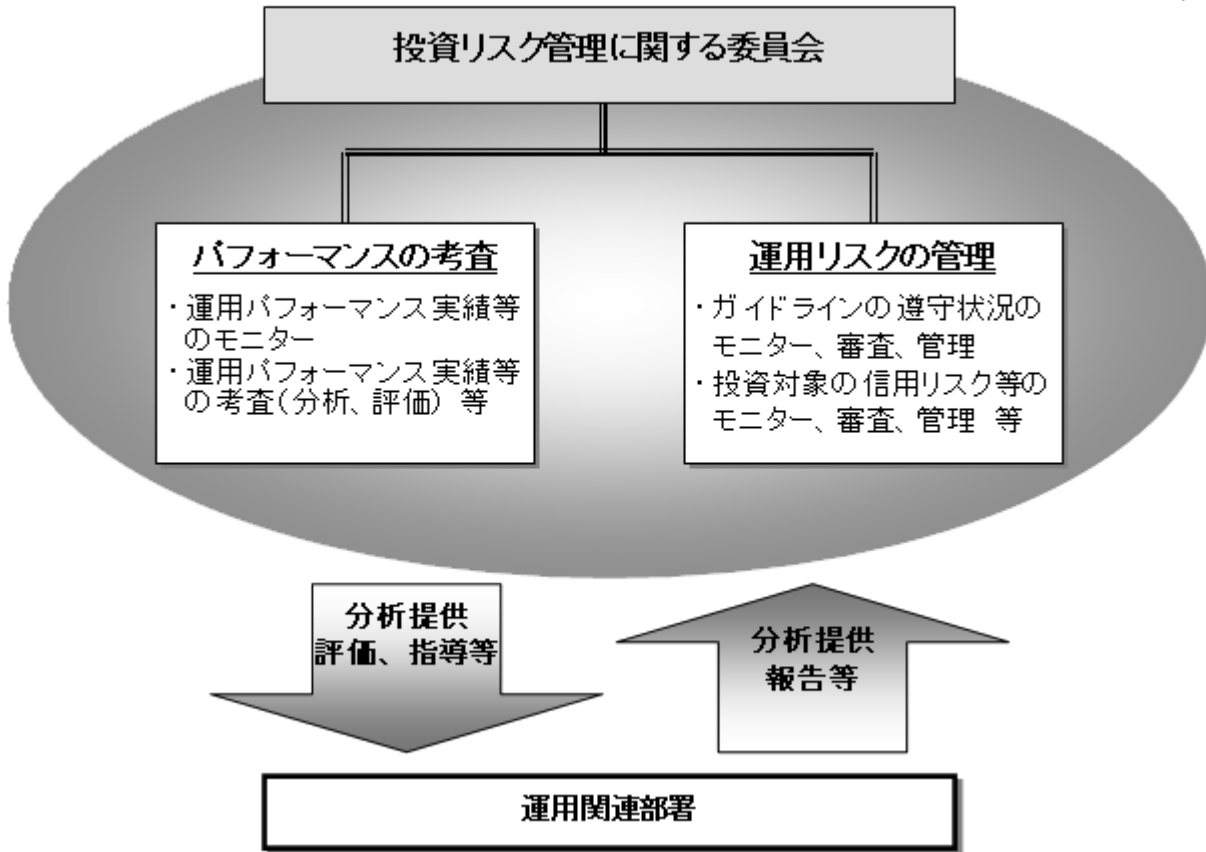 投資リスク管理に関する委員会
パフォーマンスの考査
・運用パフォーマンス実績等
のモニター
・運用パフォーマンス実績等
の考査(分析、評価) 等
運用リスクの管理
・ガイドラインの遵守状況の
モニター、審査、管理
・投資対象の信用リスク等の
モニター、審査、管理 等
分析提供
評価、指導等
分析提供
報告等
運用関連部署